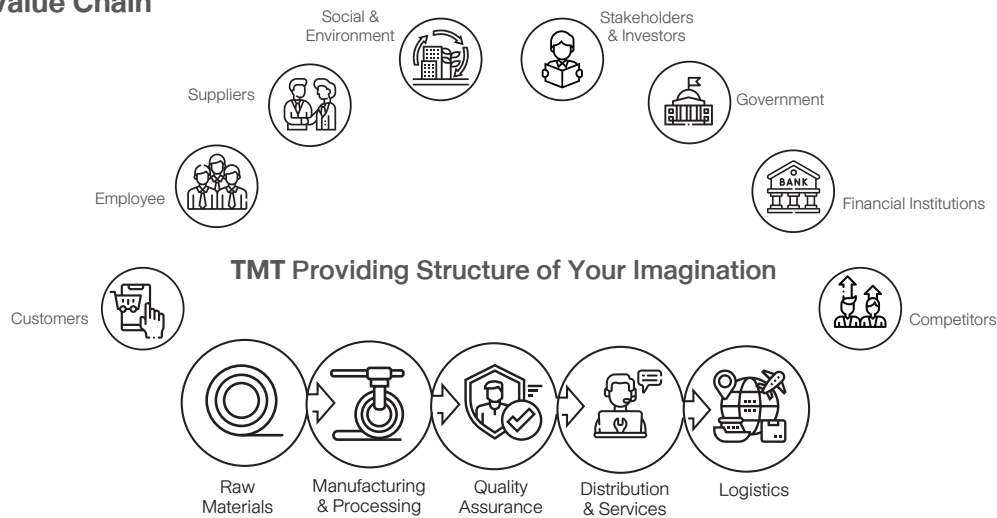 Value Chain
Social &
Environment
Stakeholders
& Investors
Suppliers
Government
Employee
BANK
Financial Institutions
TMT Providing Structure of Your Imagination
Customers
Competitors
Raw
Materials
Manufacturing
& Processing
Quality
Assurance
Distribution
& Services
Logistics